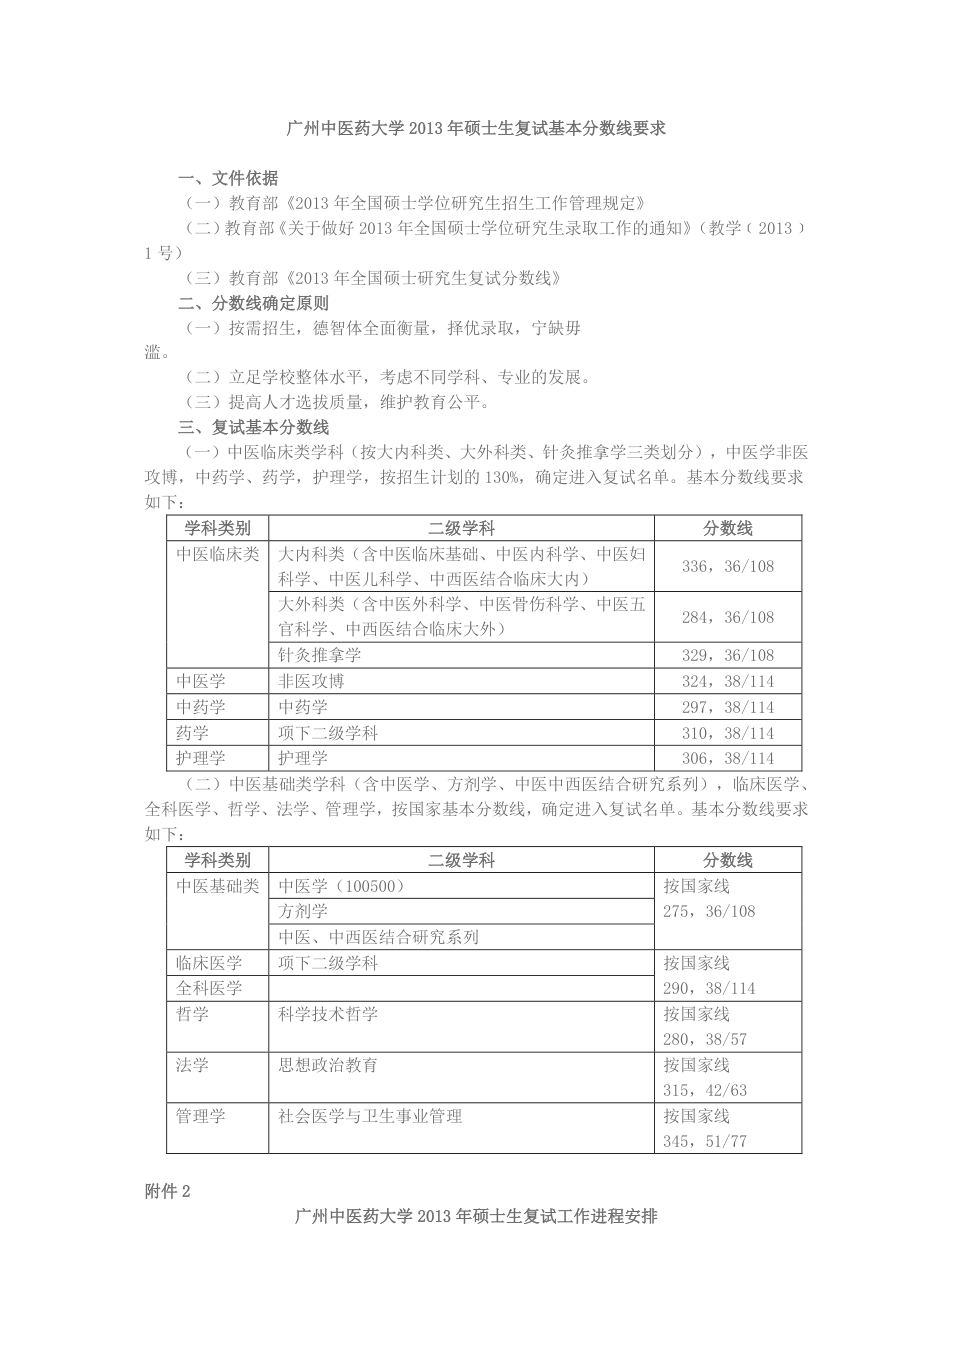 广州中医药大学 2013 年硕士生复试基本分数线要求
一、文件依据
（一）教育部《2013 年全国硕士学位研究生招生工作管理规定》
（二）教育部《关于做好 2013 年全国硕士学位研究生录取工作的通知》（教学﹝2013﹞
1 号）
（三）教育部《2013 年全国硕士研究生复试分数线》
二、分数线确定原则
（一）按需招生，德智体全面衡量，择优录取，宁缺毋
滥。
（二）立足学校整体水平，考虑不同学科、专业的发展。
（三）提高人才选拔质量，维护教育公平。
三、复试基本分数线
（一）中医临床类学科（按大内科类、大外科类、针灸推拿学三类划分），中医学非医
攻博，中药学、药学，护理学，按招生计划的 130%，确定进入复试名单。基本分数线要求
如下：
学科类别 二级学科 分数线
中医临床类 大内科类（含中医临床基础、中医内科学、中医妇
科学、中医儿科学、中西医结合临床大内） 336，36/108
大外科类（含中医外科学、中医骨伤科学、中医五
官科学、中西医结合临床大外） 284，36/108
针灸推拿学 329，36/108
中医学 非医攻博 324，38/114
中药学 中药学 297，38/114
药学 项下二级学科 310，38/114
护理学 护理学 306，38/114
（二）中医基础类学科（含中医学、方剂学、中医中西医结合研究系列），临床医学、
全科医学、哲学、法学、管理学，按国家基本分数线，确定进入复试名单。基本分数线要求
如下：
学科类别 二级学科 分数线
中医基础类 中医学（100500） 按国家线
方剂学 275，36/108
中医、中西医结合研究系列
临床医学 项下二级学科 按国家线
全科医学 290，38/114
哲学 科学技术哲学 按国家线
280，38/57
法学 思想政治教育 按国家线
315，42/63
管理学 社会医学与卫生事业管理 按国家线
345，51/77
附件 2
广州中医药大学 2013 年硕士生复试工作进程安排